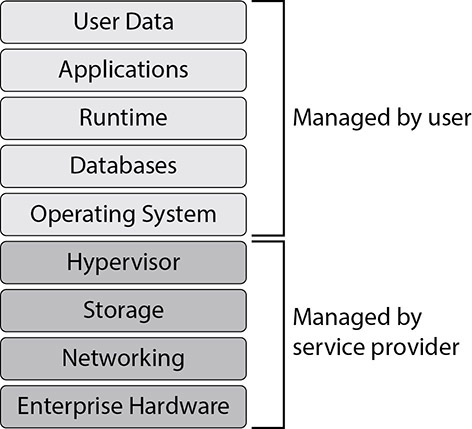 User Data
Applications
Runtime
Databases
Operating System
Managed by user
Hypervisor
Storage
Networking
Enterprise Hardware
Managed by
service provider